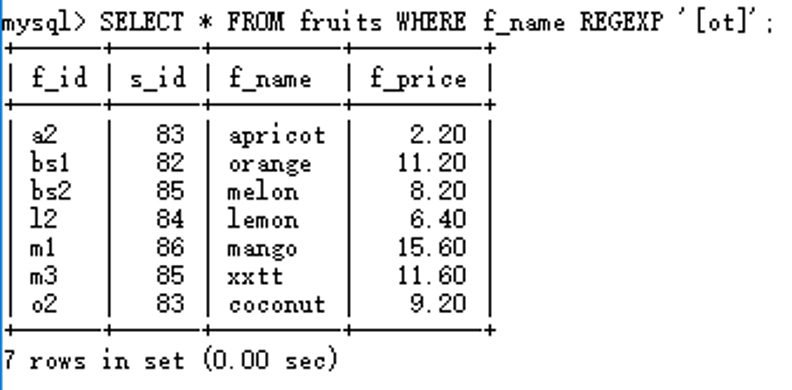 mysql> SELECT * FROM fruits WHERE f_name REGEXP '[ot]';
+------+------+---------+---------+
| f_id | s_id | f_name | f_price |
+------+------+---------+---------+
| a2 | 83 | apricot | 2.20 |
| bs1 | 82 | orange | 11.20 |
| bs2 | 85 | melon | 8.20 |
| l2 | 84 | lemon | 6.40 |
| m1 | 86 | mango | 15.60 |
| m3 | 85 | xxtt | 11.60 |
| o2 | 83 | coconut | 9.20 |
+------+------+---------+---------+
7 rows in set (0.00 sec)